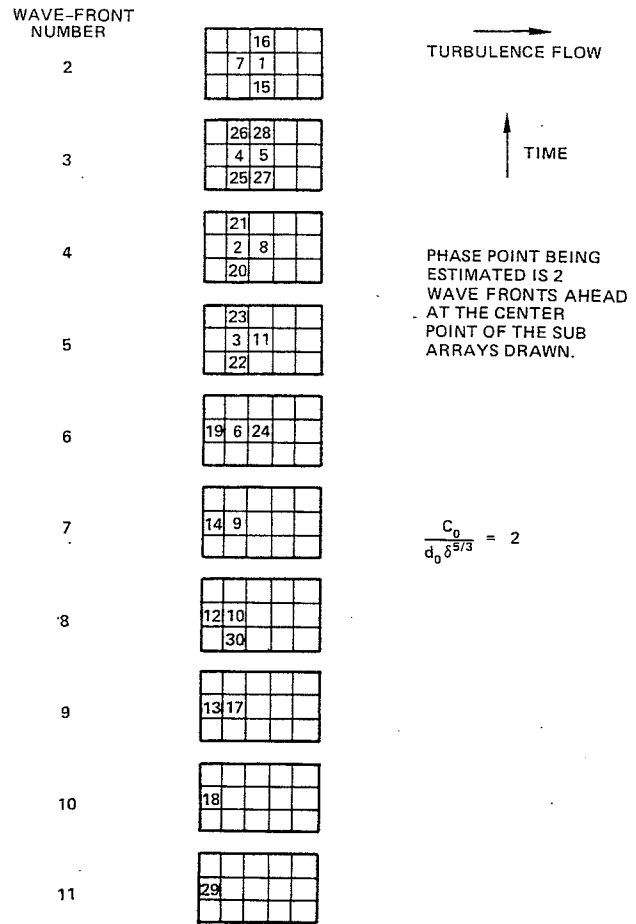 WAVE-FRONT
NUMBER
2
16
7 1
15
3
26 28
4 5
25 27
4
21
2 8
20
5
23
3 11
22
6
19 6 24
7
14 9
8
12 10
30
9
13 17
10
18
11
29
TURBULENCE FLOW
TIME
PHASE POINT BEING
ESTIMATED IS 2
WAVE FRONTS AHEAD
AT THE CENTER
POINT OF THE SUB
ARRAYS DRAWN.
C₀ / d₀ δ^5/3 = 2